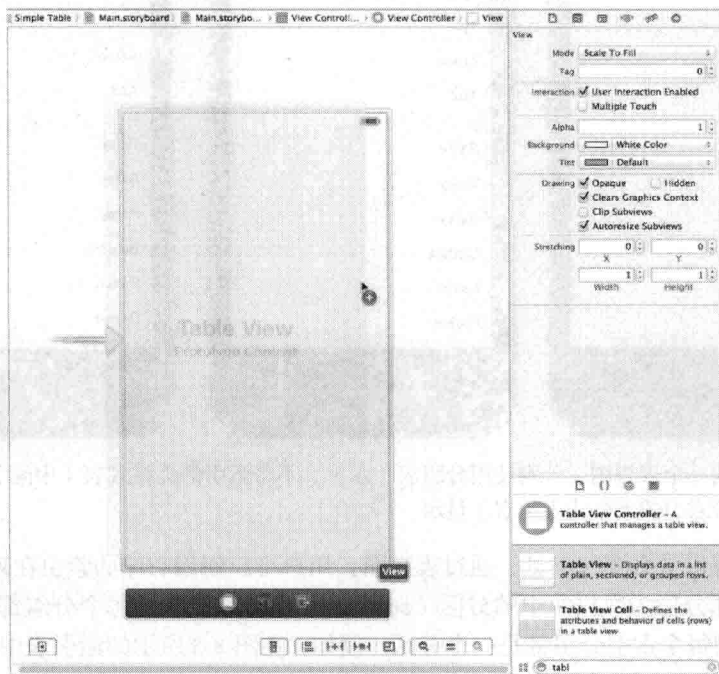 Simple Table
Main.storyboard
Main.storybo...
View Controll...
View Controller
View
View
Mode Scale To Fill
Tag 0
Interaction User Interaction Enabled
Multiple Touch
Alpha 1
Background White Color
Tint Default
Drawing Opaque Hidden
Clears Graphics Context
Clip Subviews
Autoresize Subviews
Stretching 0 0
X Y
1 1
Width Height
Table View
Prototype Content
View
Table View Controller – A
controller that manages a table view.
Table View – Displays data in a list
of plain, sectioned, or grouped rows.
Table View Cell – Defines the
attributes and behavior of cells (rows)
in a table view
tabl